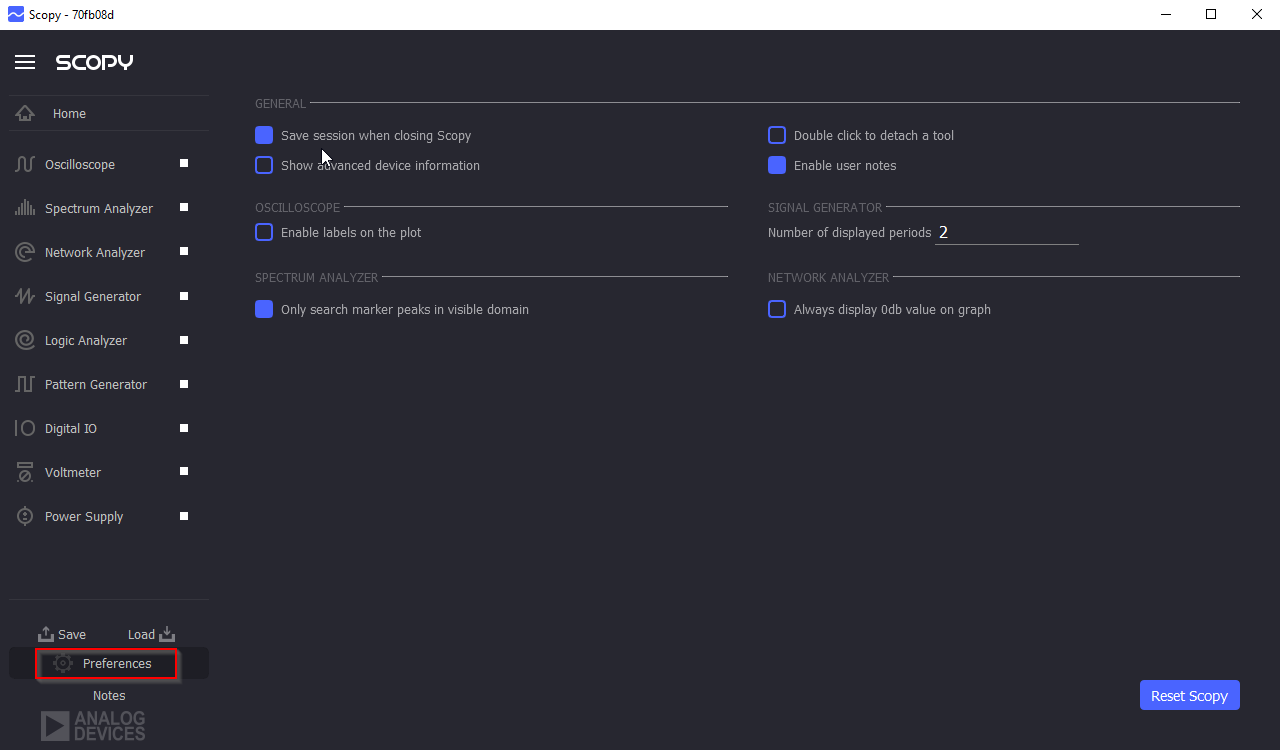 Scopy - 70fb08d
SCOPY
Home
Oscilloscope
Spectrum Analyzer
Network Analyzer
Signal Generator
Logic Analyzer
Pattern Generator
Digital IO
Voltmeter
Power Supply
Save Load
Preferences
Notes
ANALOG
DEVICES
GENERAL
Save session when closing Scopy
Double click to detach a tool
Show advanced device information
Enable user notes
OSCILLOSCOPE
Enable labels on the plot
SIGNAL GENERATOR
Number of displayed periods 2
SPECTRUM ANALYZER
Only search marker peaks in visible domain
NETWORK ANALYZER
Always display 0db value on graph
Reset Scopy